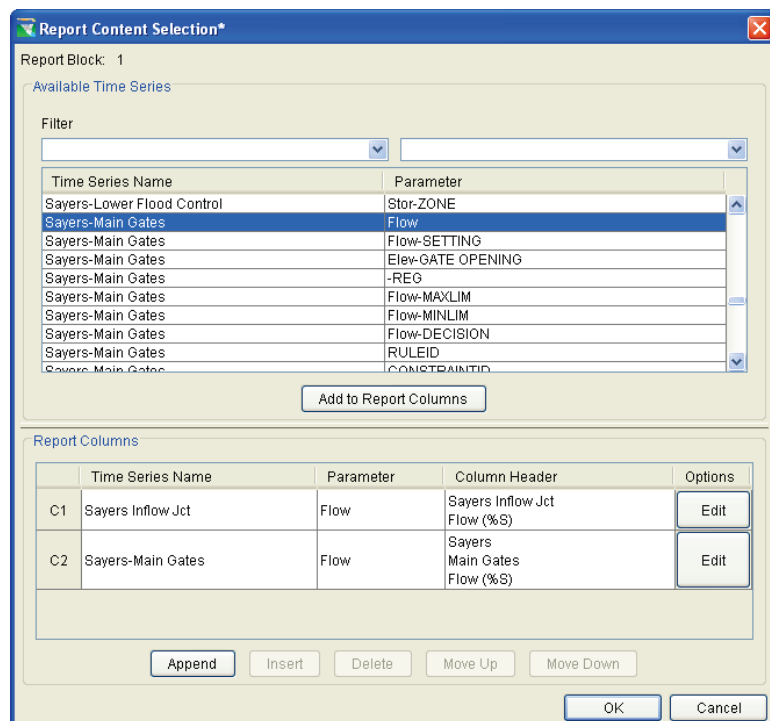 Report Content Selection*
Report Block: 1
Available Time Series
Filter
Time Series Name Parameter
Sayers-Lower Flood Control Stor-ZONE
Sayers-Main Gates Flow
Sayers-Main Gates Flow-SETTING
Sayers-Main Gates Elev-GATE OPENING
Sayers-Main Gates -REG
Sayers-Main Gates Flow-MAXLIM
Sayers-Main Gates Flow-MINLIM
Sayers-Main Gates Flow-DECISION
Sayers-Main Gates RULEID
Sayers-Main Gates CONSTRAINTID
Add to Report Columns
Report Columns
Time Series Name Parameter Column Header Options
C1 Sayers Inflow Jct Flow Sayers Inflow Jct Edit
Flow (%S)
C2 Sayers-Main Gates Flow Sayers Edit
Main Gates
Flow (%S)
Append Insert Delete Move Up Move Down
OK Cancel